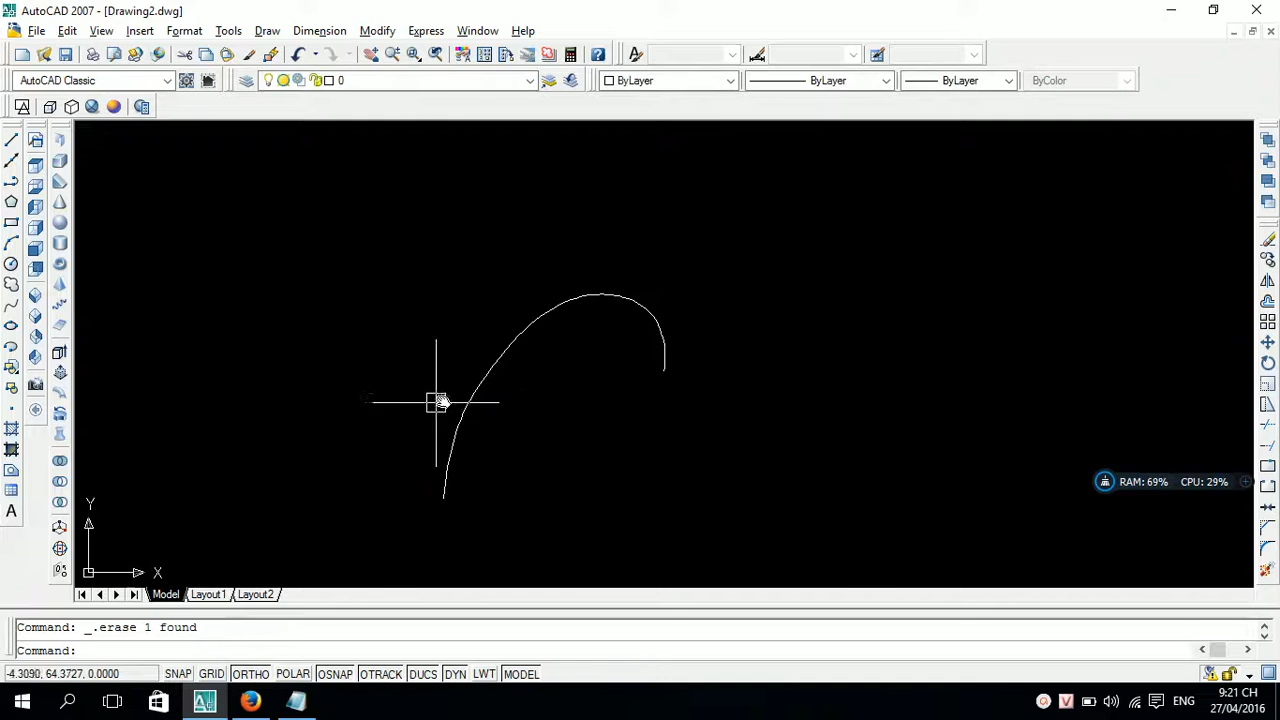 AutoCAD 2007 - [Drawing2.dwg]
File Edit View Insert Format Tools Draw Dimension Modify Express Window Help
AutoCAD Classic 0 ByLayer ByLayer ByLayer ByColor
A
RAM: 69% CPU: 29%
Y
X
Model Layout1 Layout2
Command: _.erase 1 found
Command:
-4.3090, 64.3727, 0.0000 SNAP GRID ORTHO POLAR OSNAP OTRACK DUCS DYN LWT MODEL
V ENG 9:21 CH
27/04/2016